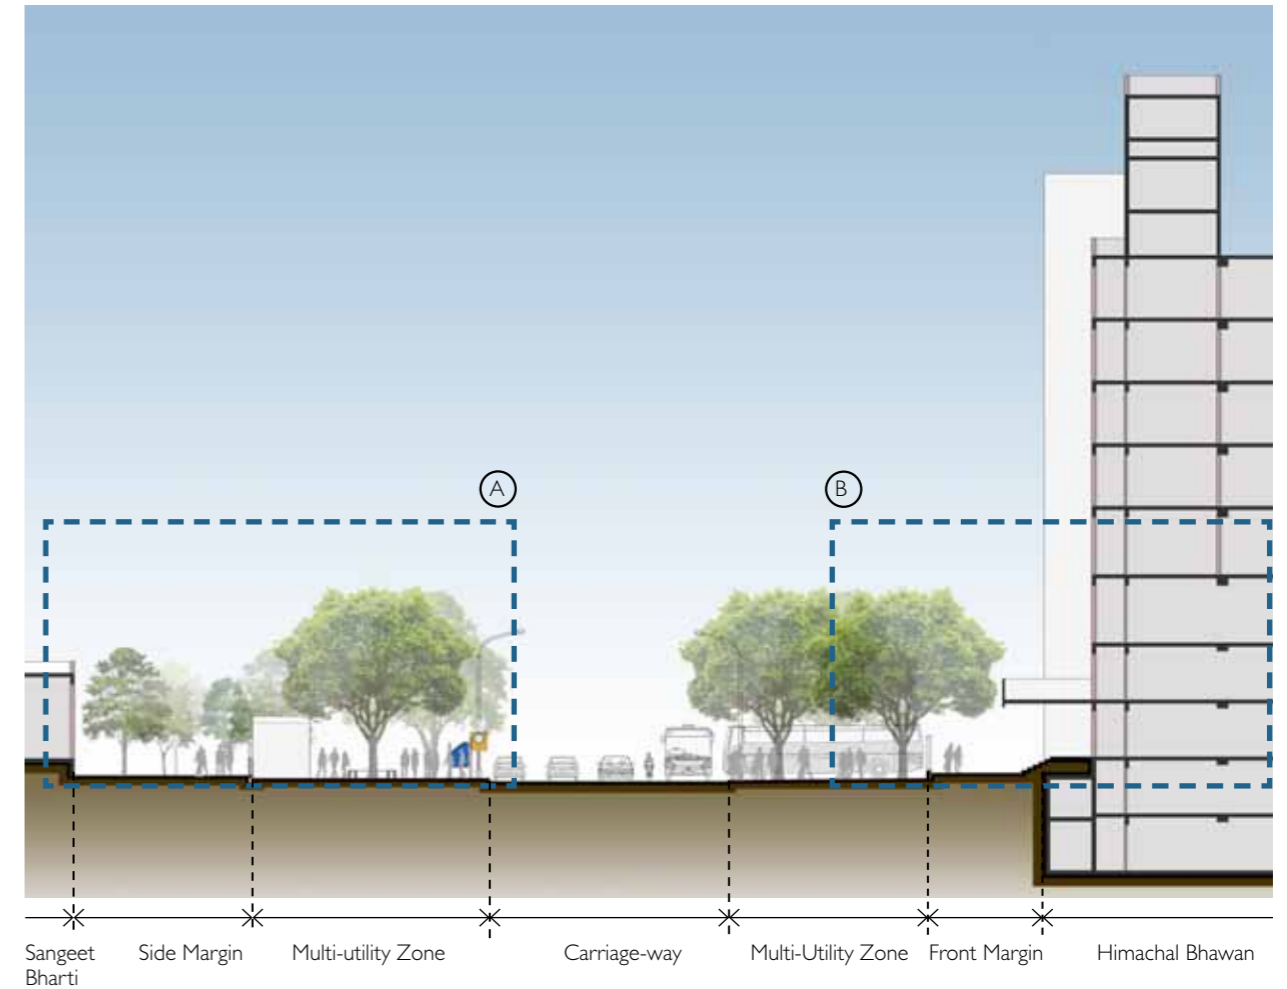 A
B
Sangeet
Bharti
Side Margin
Multi-utility Zone
Carriage-way
Multi-Utility Zone
Front Margin
Himachal Bhawan